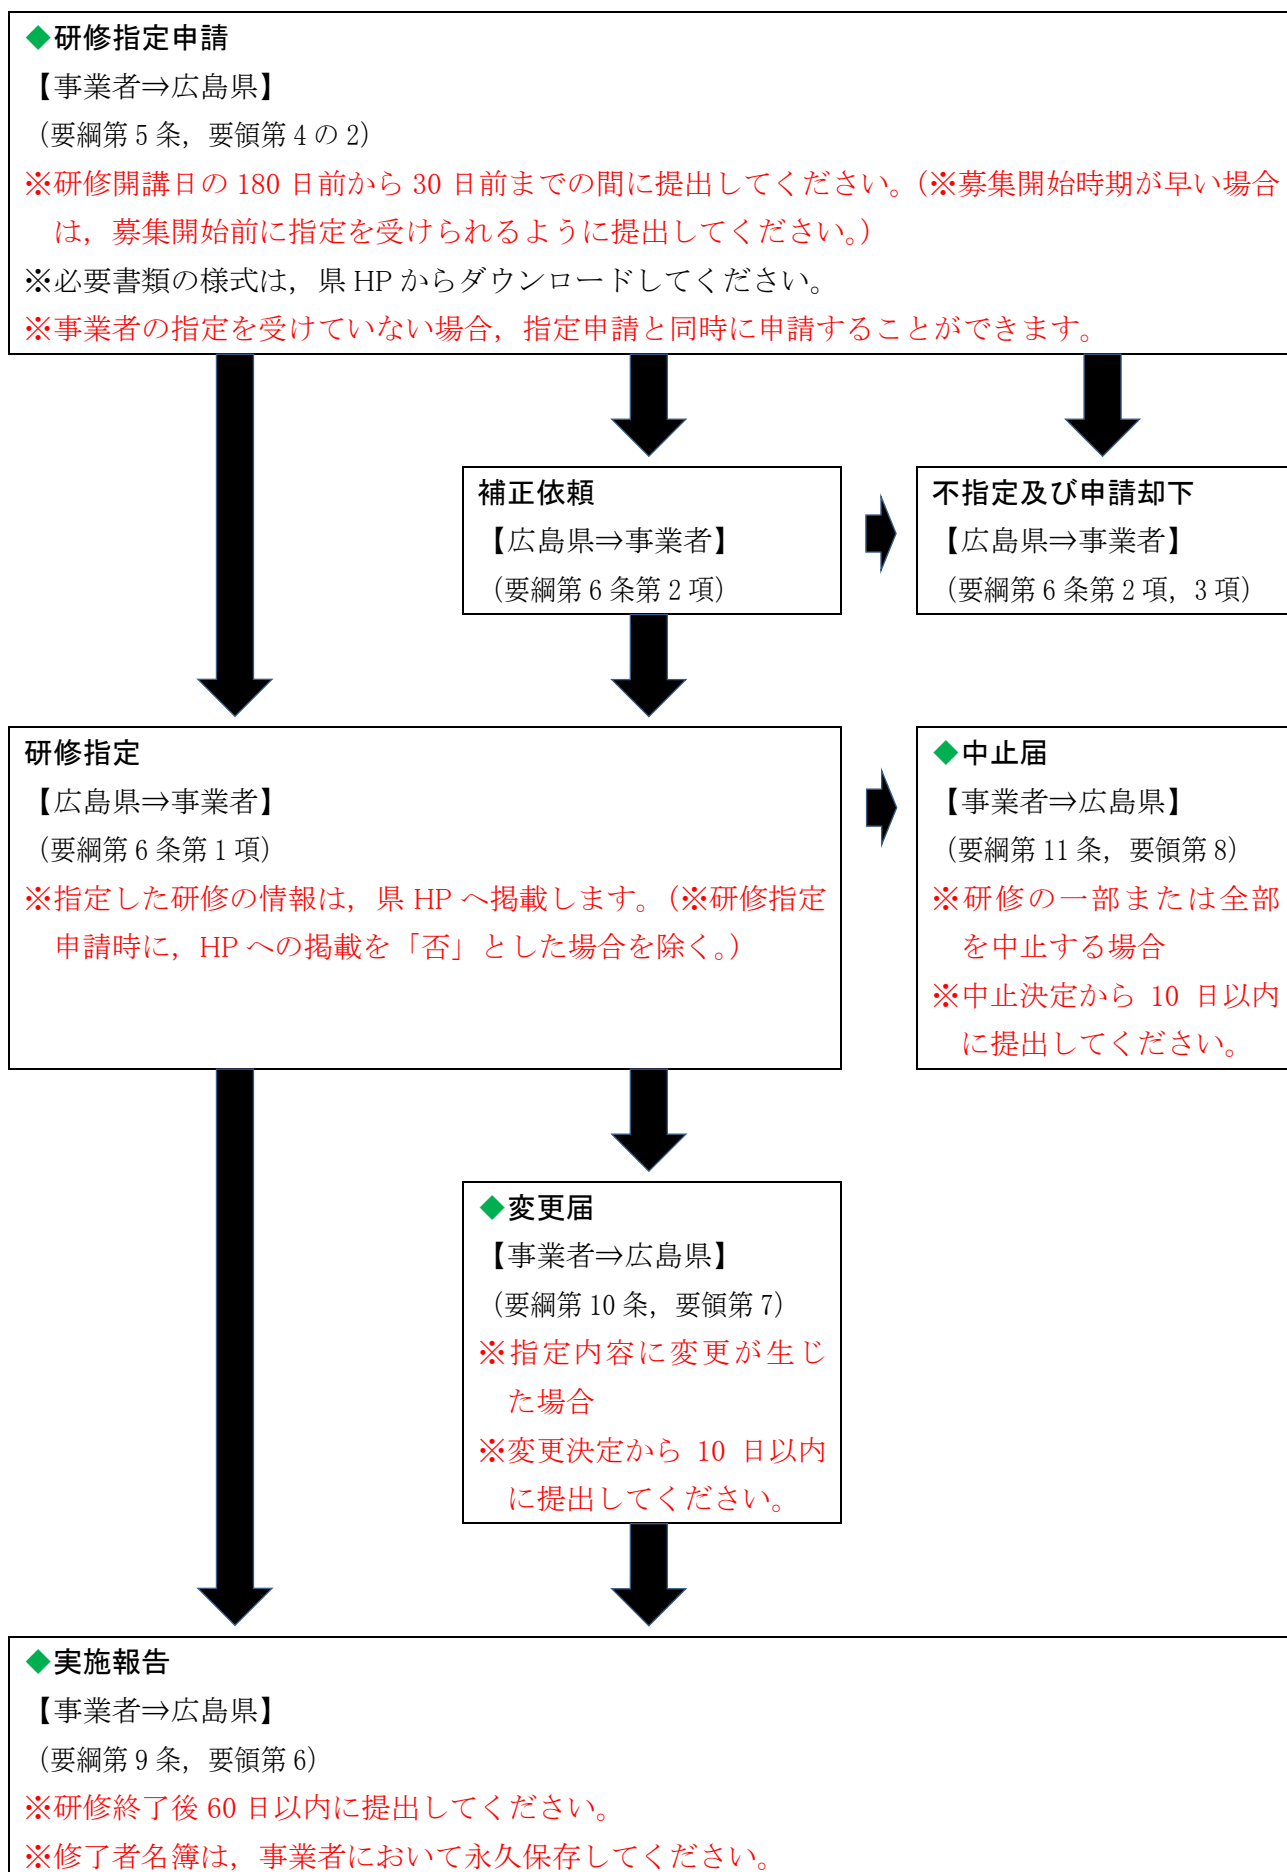 ◆研修指定申請
【事業者⇒広島県】
（要綱第５条，要領第４の２）
※研修開講日の 180 日前から 30 日前までの間に提出してください。（※募集開始時期が早い場合
は，募集開始前に指定を受けられるように提出してください。）
※必要書類の様式は，県 HP からダウンロードしてください。
※事業者の指定を受けていない場合，指定申請と同時に申請することができます。
補正依頼
【広島県⇒事業者】
（要綱第６条第２項）
不指定及び申請却下
【広島県⇒事業者】
（要綱第６条第２項，３項）
研修指定
【広島県⇒事業者】
（要綱第６条第１項）
※指定した研修の情報は，県 HP へ掲載します。（※研修指定
申請時に，HP への掲載を「否」とした場合を除く。）
◆中止届
【事業者⇒広島県】
（要綱第 11 条，要領第８）
※研修の一部または全部
を中止する場合
※中止決定から 10 日以内
に提出してください。
◆変更届
【事業者⇒広島県】
（要綱第 10 条，要領第７）
※指定内容に変更が生じ
た場合
※変更決定から 10 日以内
に提出してください。
◆実施報告
【事業者⇒広島県】
（要綱第９条，要領第６）
※研修終了後 60 日以内に提出してください。
※修了者名簿は，事業者において永久保存してください。